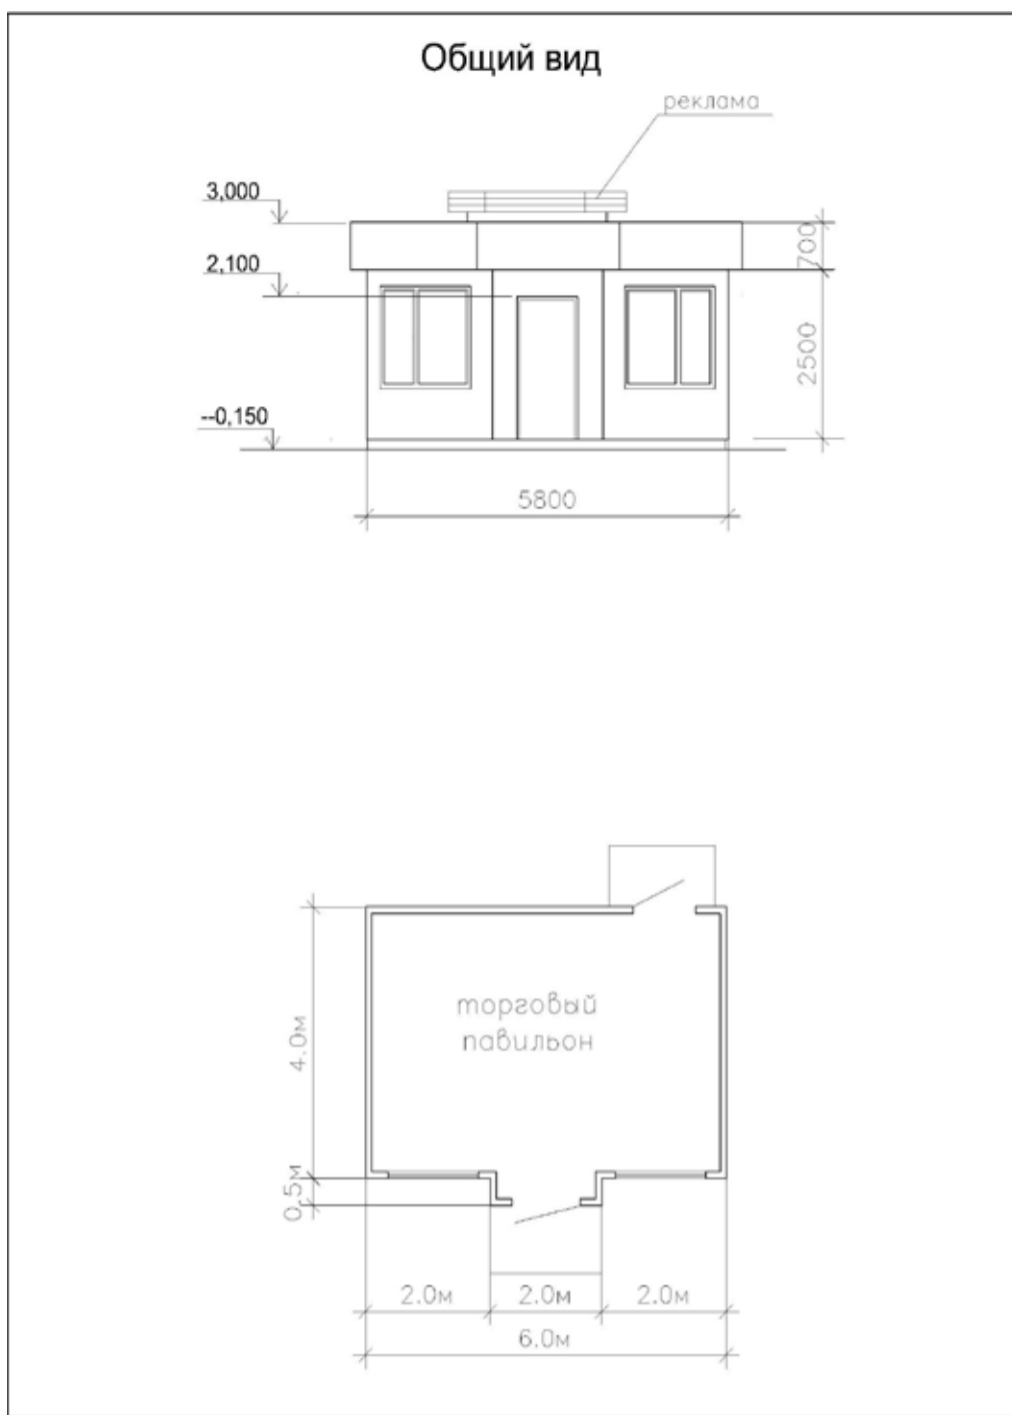 Общий вид
реклама
3,000
2,100
--0,150
700
2500
5800
торговый
павильон
4.0м
0.5м
2.0м 2.0м 2.0м
6.0м